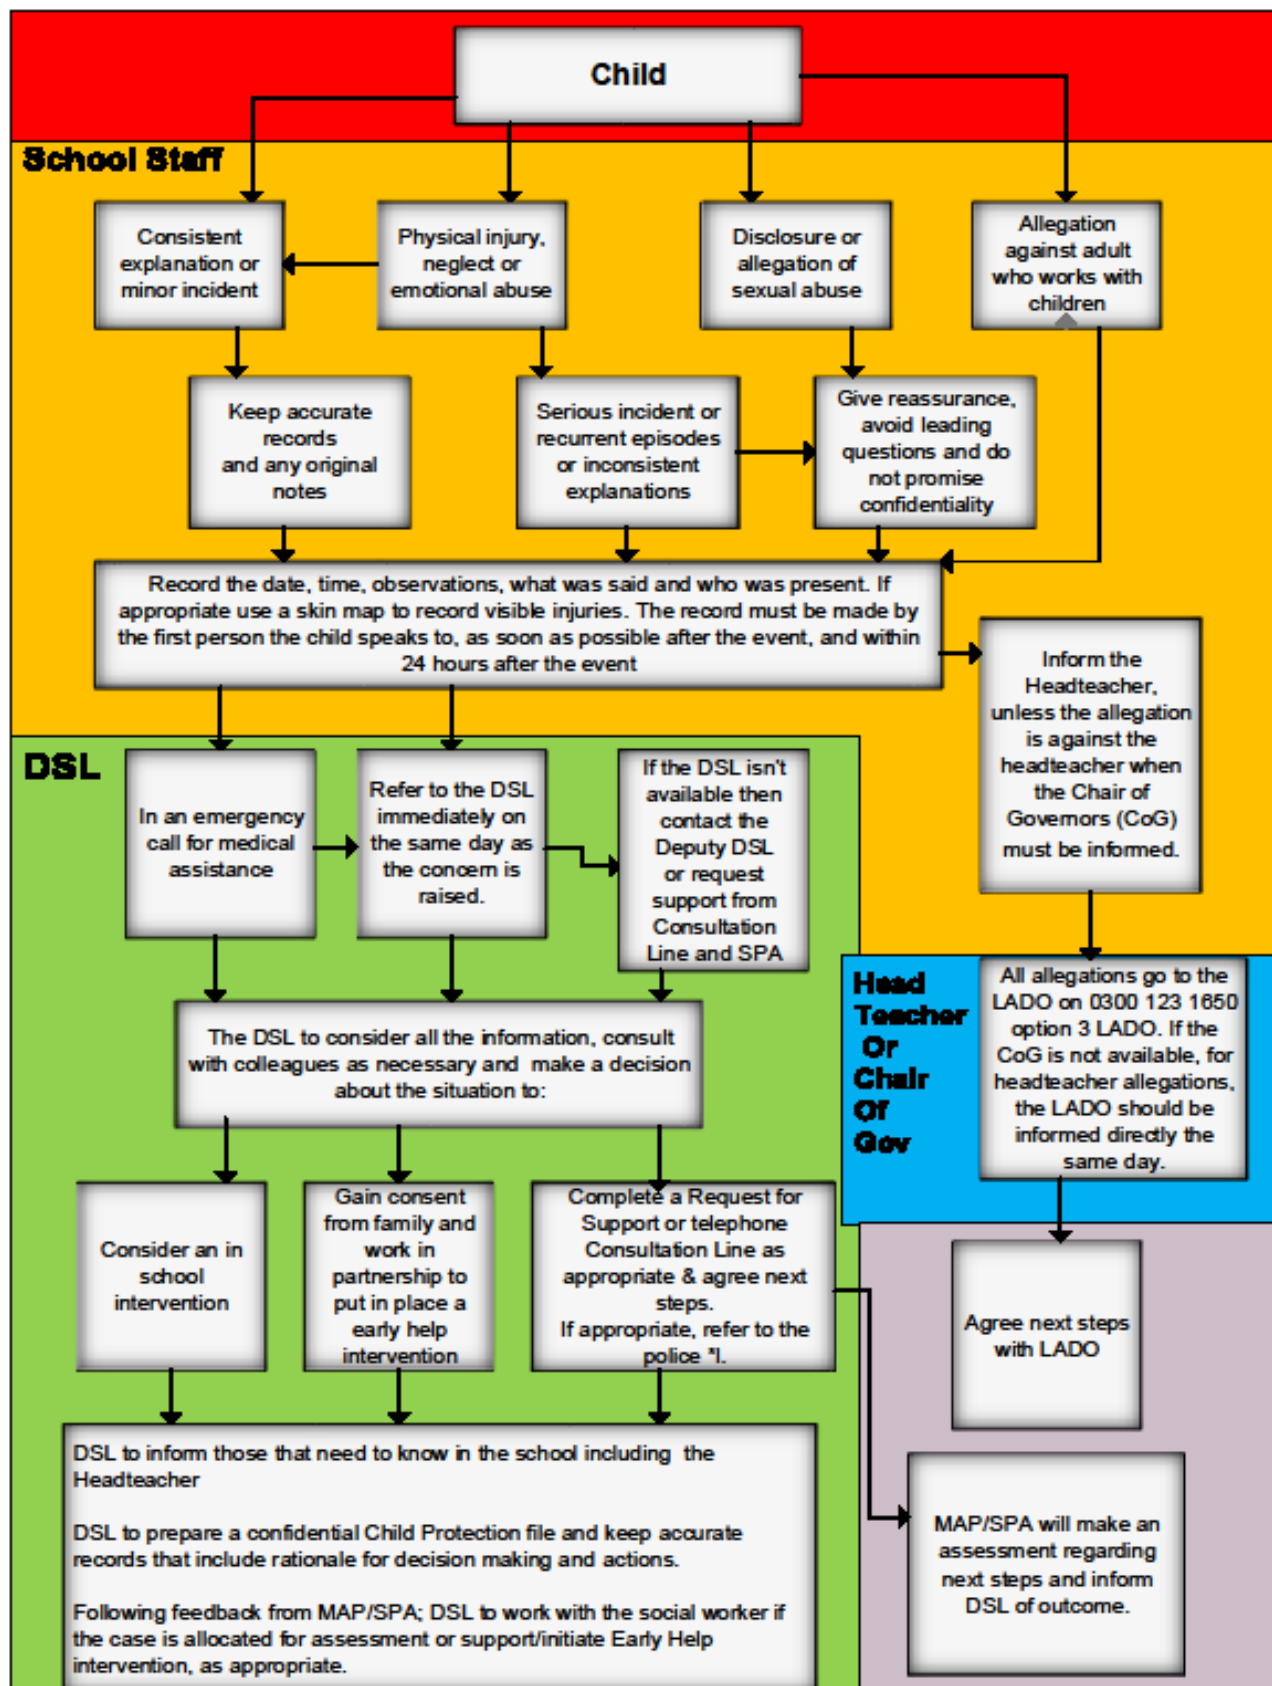 Child
School Staff
Consistent
explanation or
minor incident
Physical injury,
neglect or
emotional abuse
Disclosure or
allegation of
sexual abuse
Allegation
against adult
who works with
children
Keep accurate
records
and any original
notes
Serious incident or
recurrent episodes
or inconsistent
explanations
Give reassurance,
avoid leading
questions and do
not promise
confidentiality
Record the date, time, observations, what was said and who was present. If
appropriate use a skin map to record visible injuries. The record must be made by
the first person the child speaks to, as soon as possible after the event, and within
24 hours after the event
Inform the
Headteacher,
unless the allegation
is against the
headteacher when
the Chair of
Governors (CoG)
must be informed.
DSL
In an emergency
call for medical
assistance
Refer to the DSL
immediately on
the same day as
the concern is
raised.
If the DSL isn't
available then
contact the
Deputy DSL
or request
support from
Consultation
Line and SPA
The DSL to consider all the information, consult
with colleagues as necessary and make a decision
about the situation to:
Head
Teacher
Or
Chair
Of
Gov
All allegations go to the
LADO on 0300 123 1650
option 3 LADO. If the
CoG is not available, for
headteacher allegations,
the LADO should be
informed directly the
same day.
Consider an in
school
intervention
Gain consent
from family and
work in
partnership to
put in place a
early help
intervention
Complete a Request for
Support or telephone
Consultation Line as
appropriate & agree next
steps.
If appropriate, refer to the
police *I.
Agree next steps
with LADO
DSL to inform those that need to know in the school including the
Headteacher
DSL to prepare a confidential Child Protection file and keep accurate
records that include rationale for decision making and actions.
Following feedback from MAP/SPA; DSL to work with the social worker if
the case is allocated for assessment or support/initiate Early Help
intervention, as appropriate.
MAP/SPA will make an
assessment regarding
next steps and inform
DSL of outcome.